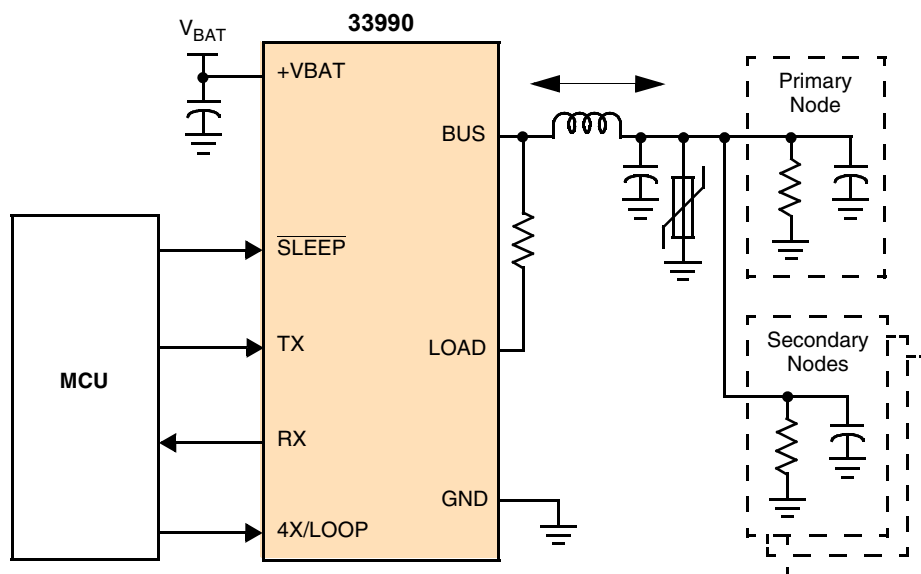 33990
V_BAT
+VBAT
BUS
Primary
Node
SLEEP
TX
LOAD
Secondary
Nodes
MCU
RX
GND
4X/LOOP